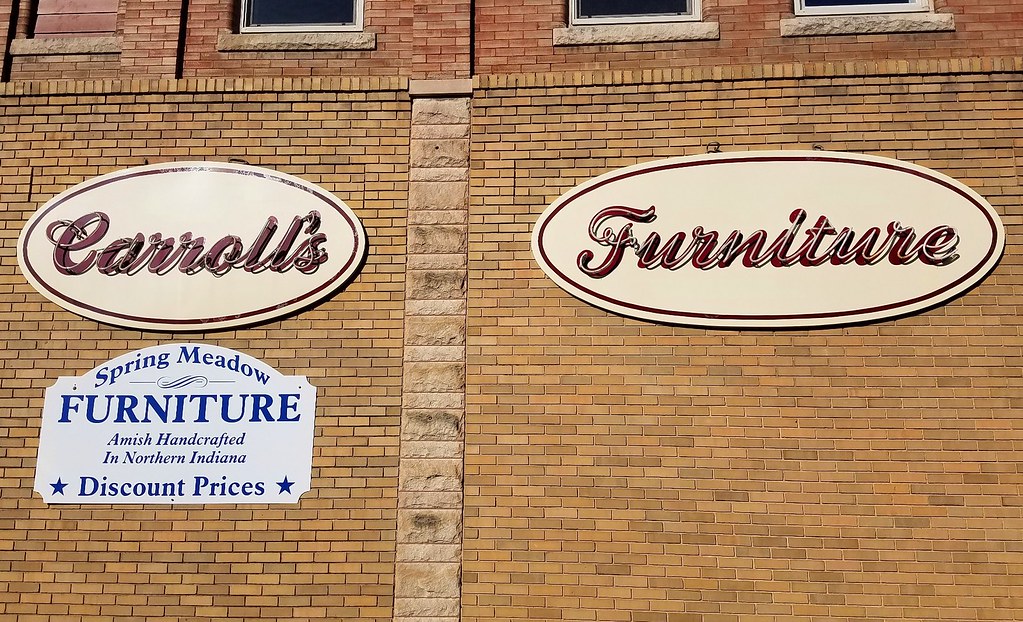 Carroll's
Furniture
Spring Meadow
FURNITURE
Amish Handcrafted
In Northern Indiana
★ Discount Prices ★